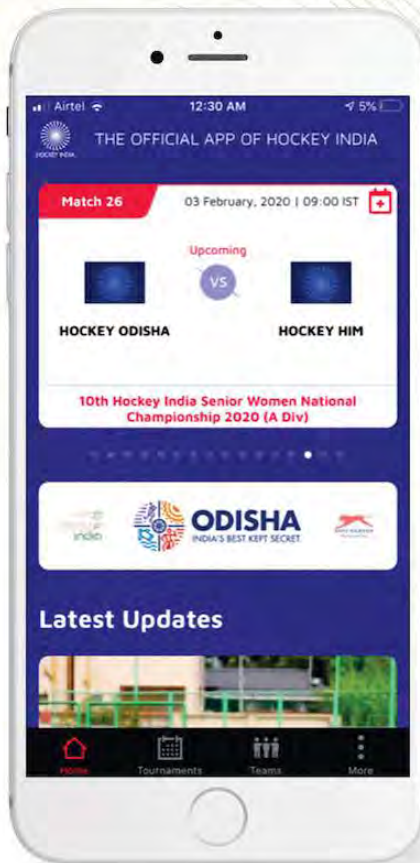 Airtel 12:30 AM 5%
HOCKEY INDIA
THE OFFICIAL APP OF HOCKEY INDIA
Match 26
03 February, 2020 | 09:00 IST
Upcoming
VS
HOCKEY ODISHA HOCKEY HIM
10th Hockey India Senior Women National
Championship 2020 (A Div)
india
ODISHA
INDIA'S BEST KEPT SECRET
Latest Updates
Home Tournaments Teams More